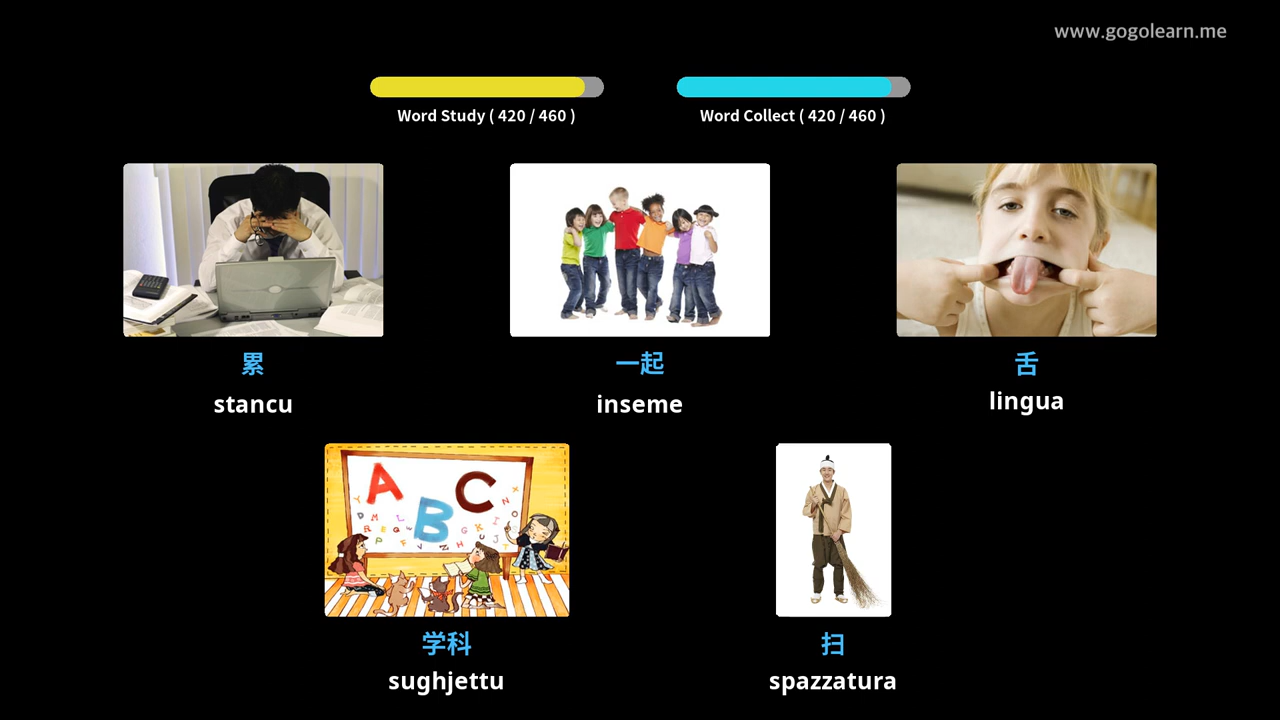 www.gogolearn.me
Word Study ( 420 / 460 )
Word Collect ( 420 / 460 )
累
一起
舌
stancu
inseme
lingua
A
B
C
学科
扫
sughjettu
spazzatura